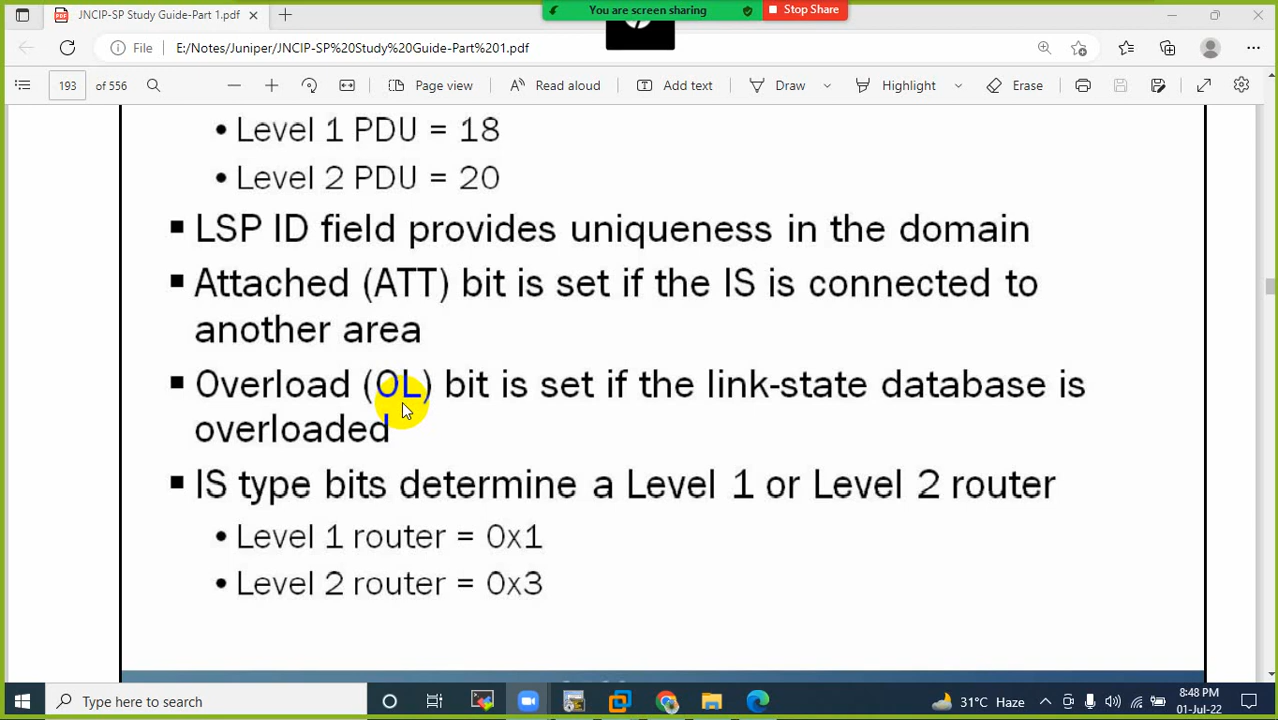 JNCIP-SP Study Guide-Part 1.pdf
You are screen sharing
Stop Share
File
E:/Notes/Juniper/JNCIP-SP%20Study%20Guide-Part%201.pdf
193 of 556
Page view
Read aloud
Add text
Draw
Highlight
Erase
• Level 1 PDU = 18
• Level 2 PDU = 20
▪ LSP ID field provides uniqueness in the domain
▪ Attached (ATT) bit is set if the IS is connected to
another area
▪ Overload (OL) bit is set if the link-state database is
overloaded
▪ IS type bits determine a Level 1 or Level 2 router
• Level 1 router = 0x1
• Level 2 router = 0x3
Type here to search
31°C Haze
8:48 PM
01-Jul-22